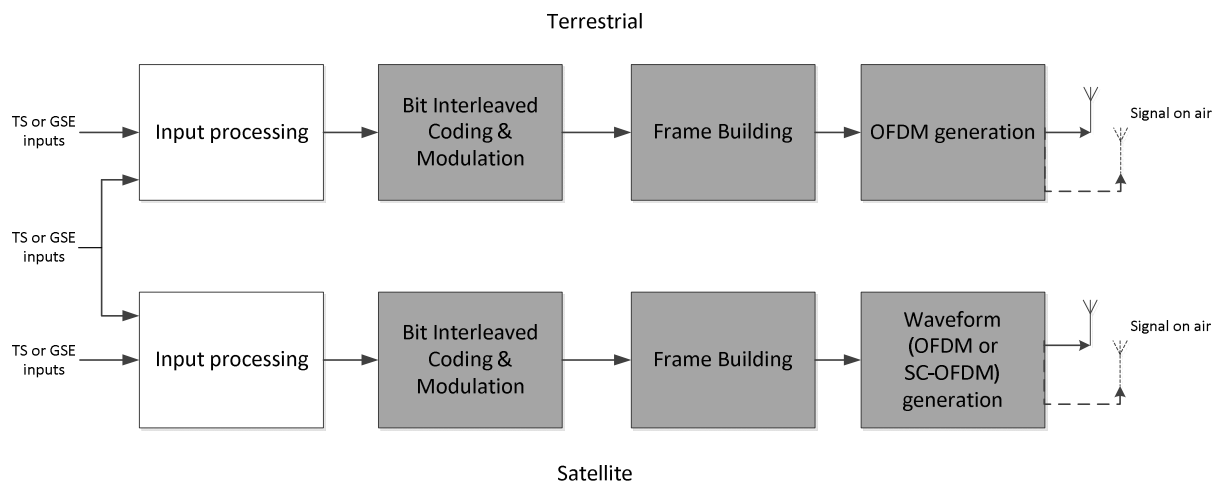 Terrestrial
TS or GSE
inputs
Input processing
Bit Interleaved
Coding &
Modulation
Frame Building
OFDM generation
Signal on air
TS or GSE
inputs
TS or GSE
inputs
Input processing
Bit Interleaved
Coding &
Modulation
Frame Building
Waveform
(OFDM or
SC-OFDM)
generation
Signal on air
Satellite